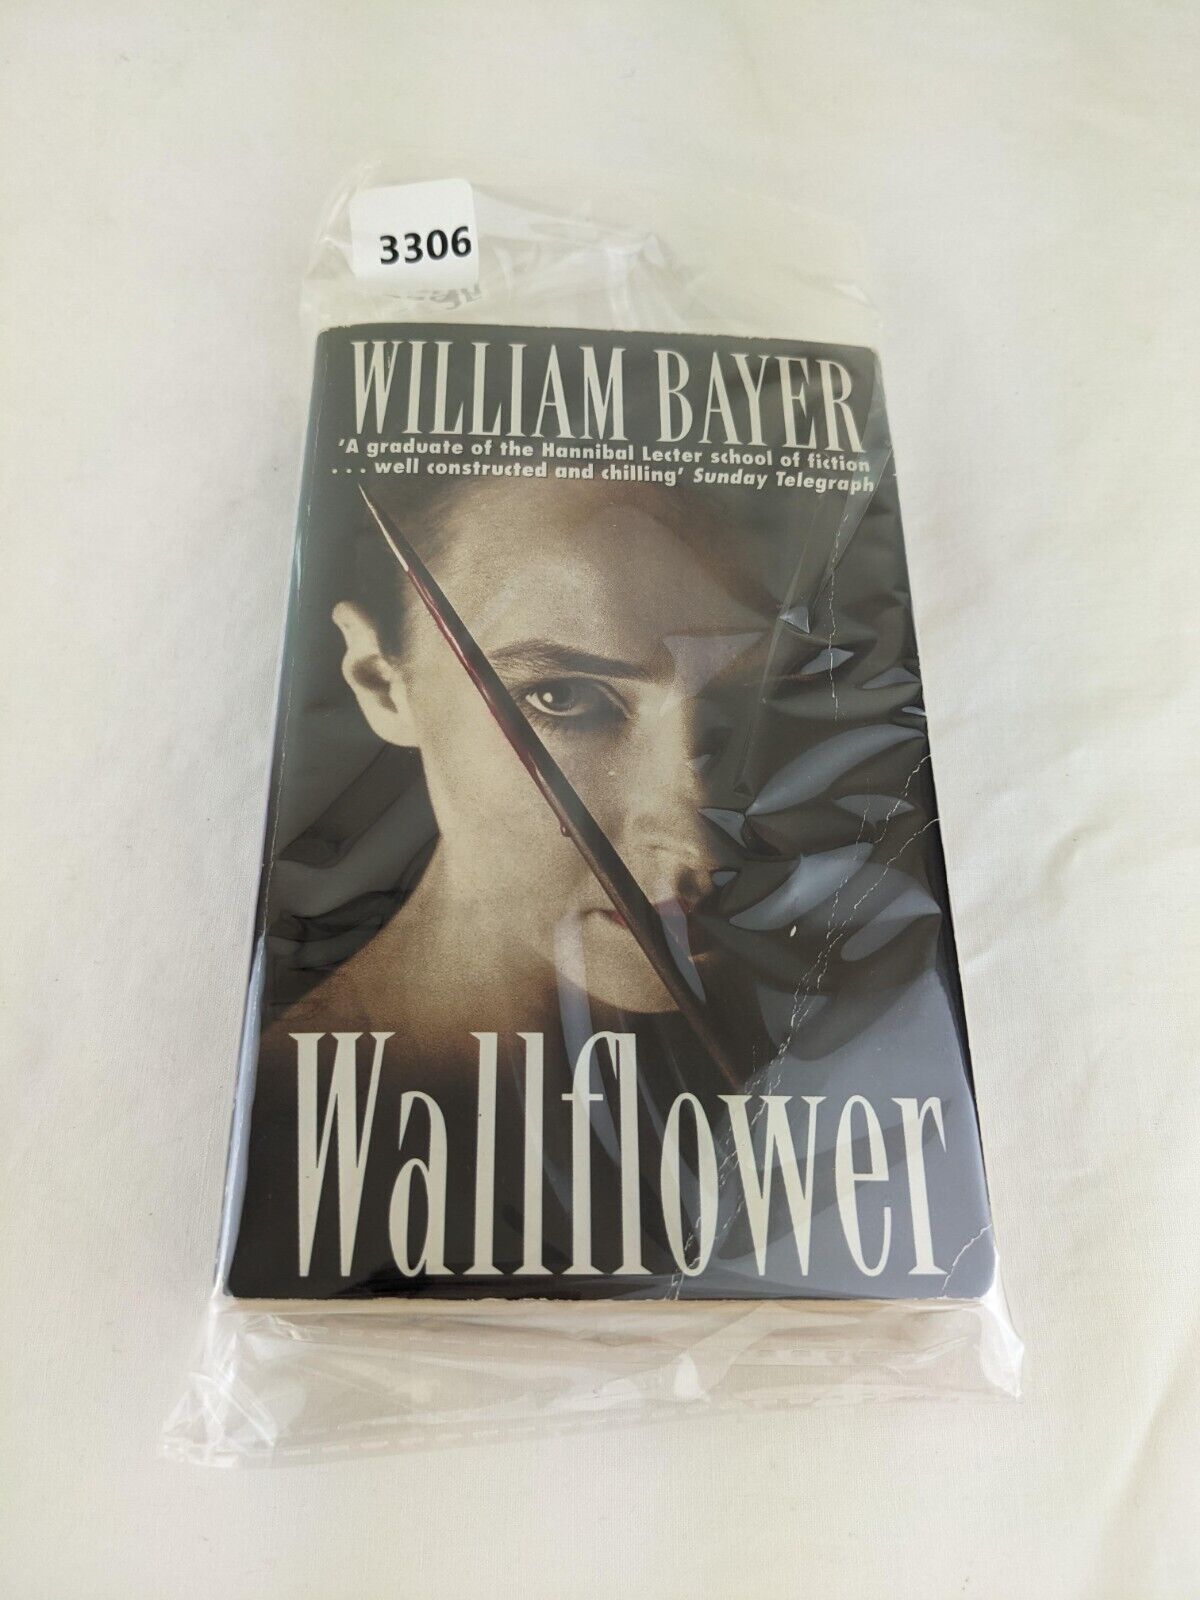 3306
WILLIAM BAYER
'A graduate of the Hannibal Lecter school of fiction
... well constructed and chilling' Sunday Telegraph
Wallflower